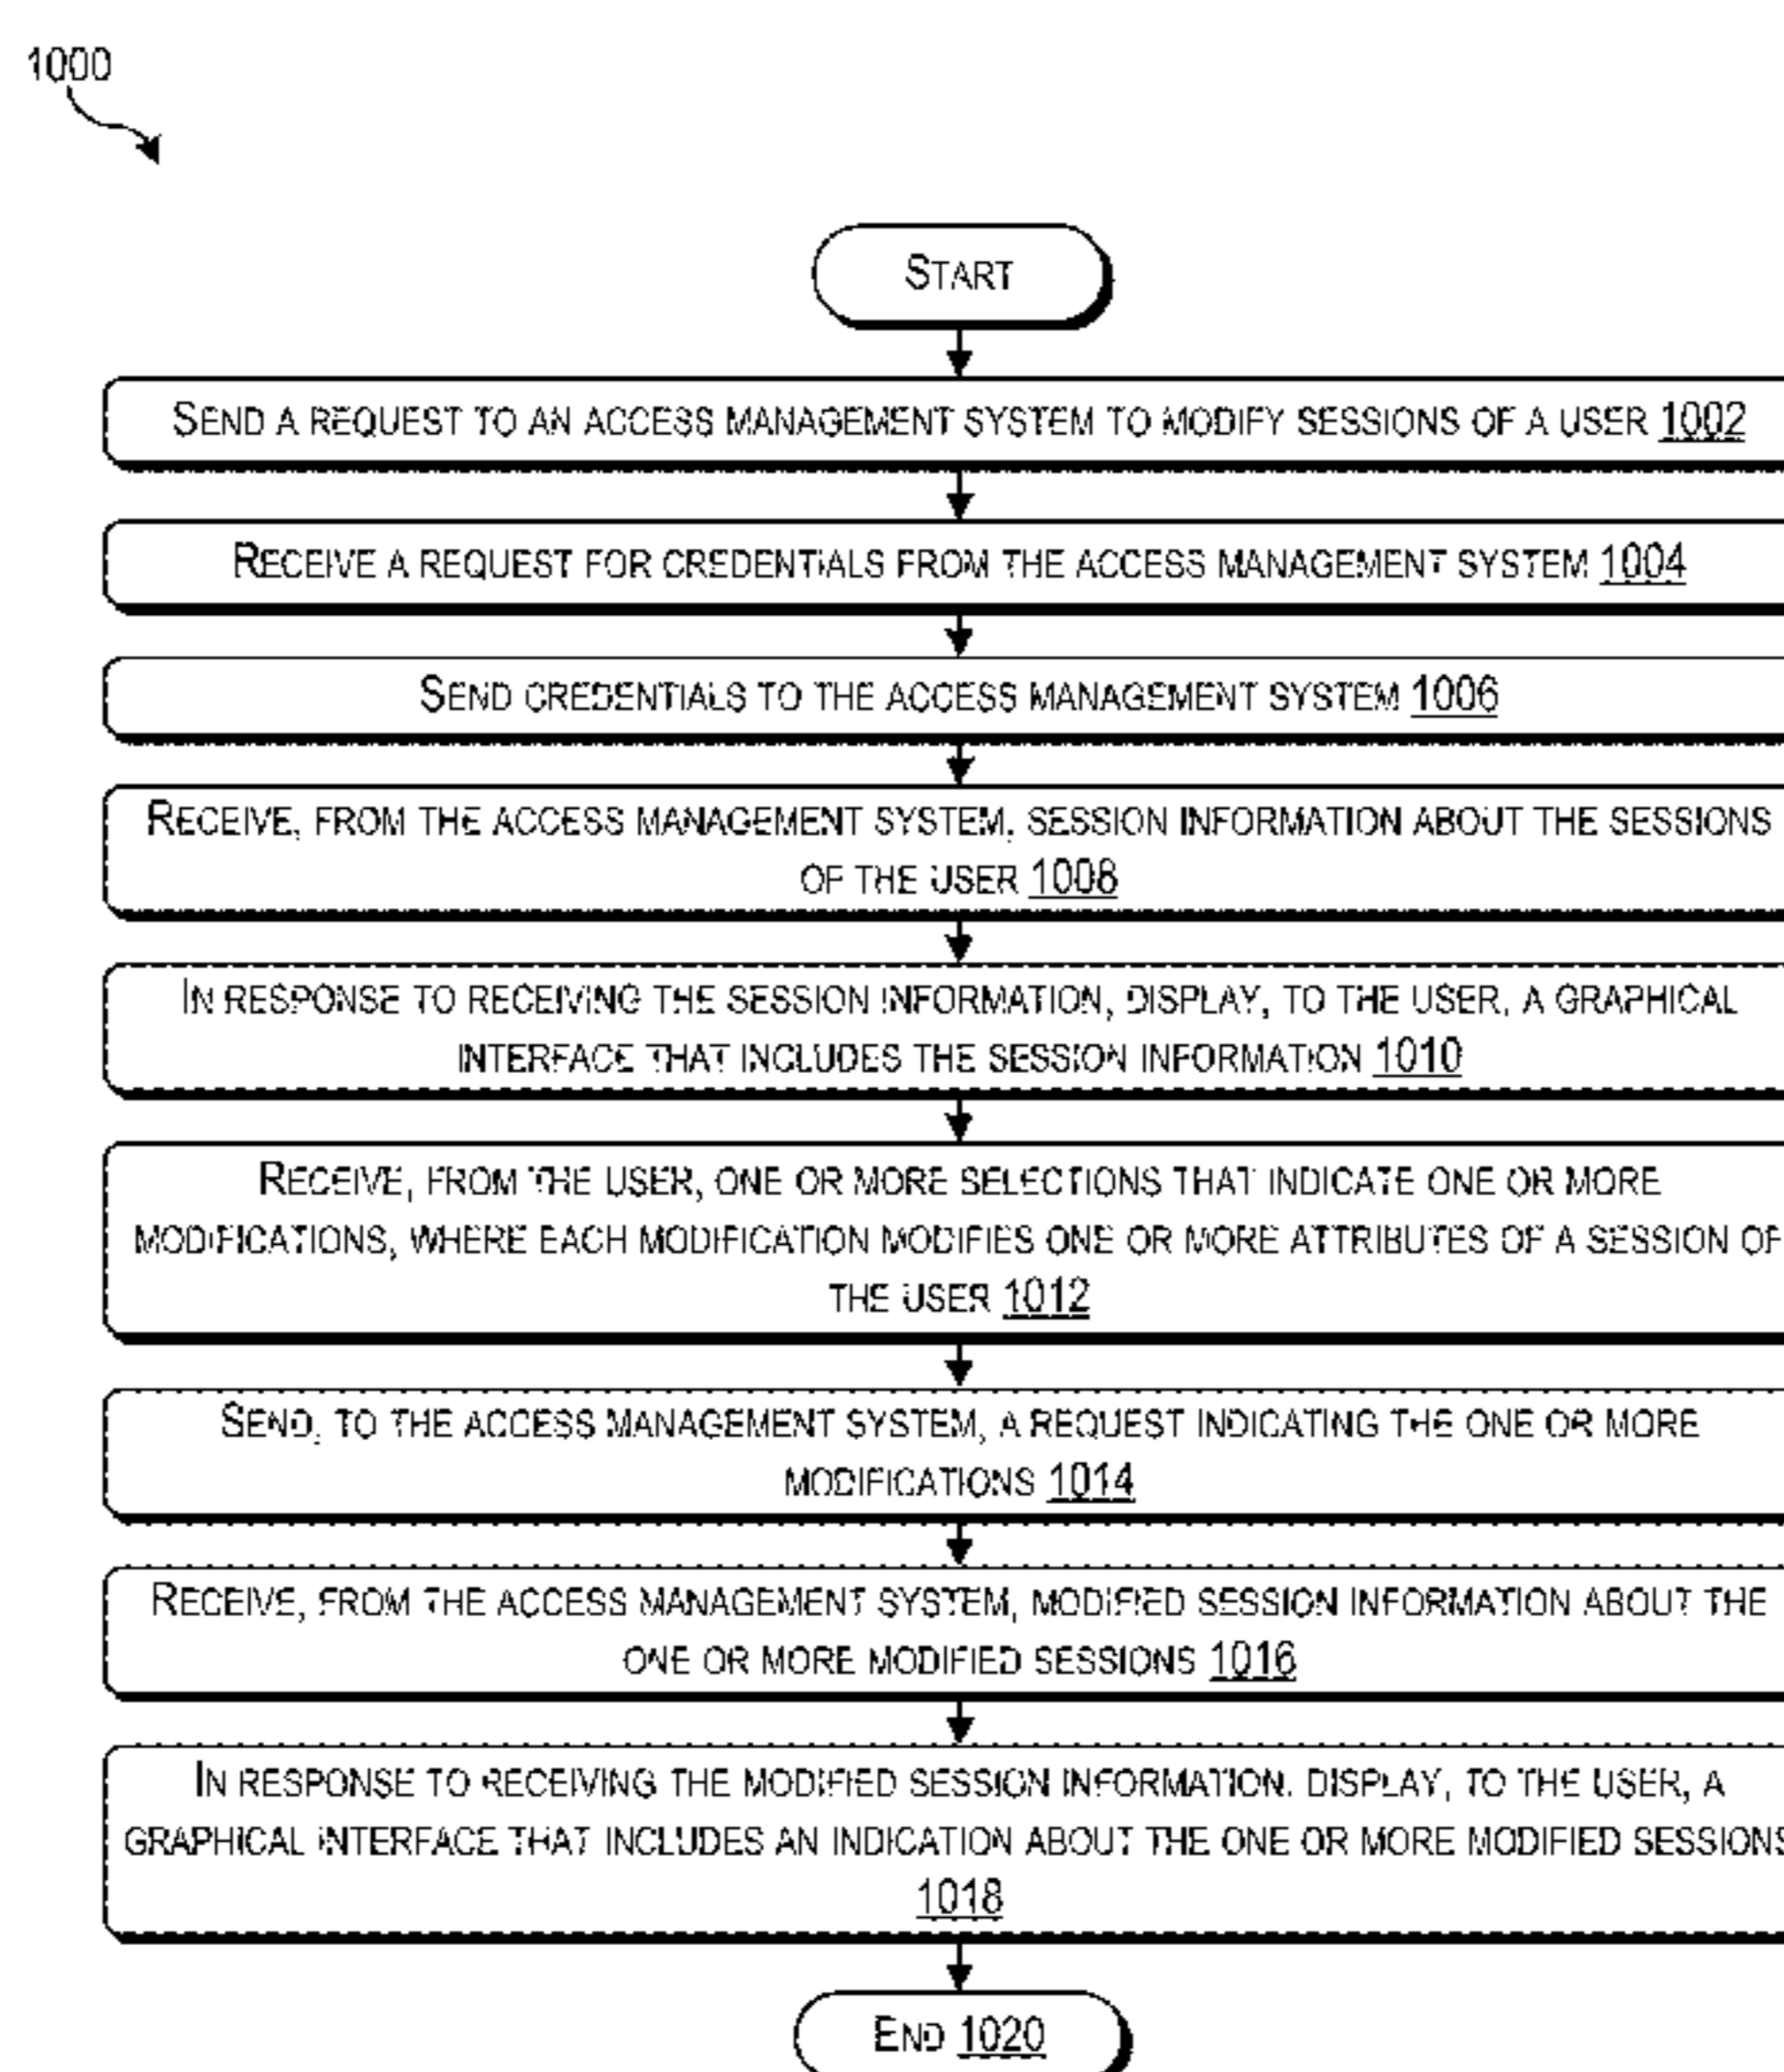 1000
START
SEND A REQUEST TO AN ACCESS MANAGEMENT SYSTEM TO MODIFY SESSIONS OF A USER 1002
RECEIVE A REQUEST FOR CREDENTIALS FROM THE ACCESS MANAGEMENT SYSTEM 1004
SEND CREDENTIALS TO THE ACCESS MANAGEMENT SYSTEM 1006
RECEIVE, FROM THE ACCESS MANAGEMENT SYSTEM, SESSION INFORMATION ABOUT THE SESSIONS
OF THE USER 1008
IN RESPONSE TO RECEIVING THE SESSION INFORMATION, DISPLAY, TO THE USER, A GRAPHICAL
INTERFACE THAT INCLUDES THE SESSION INFORMATION 1010
RECEIVE, FROM THE USER, ONE OR MORE SELECTIONS THAT INDICATE ONE OR MORE
MODIFICATIONS, WHERE EACH MODIFICATION MODIFIES ONE OR MORE ATTRIBUTES OF A SESSION OF
THE USER 1012
SEND, TO THE ACCESS MANAGEMENT SYSTEM, A REQUEST INDICATING THE ONE OR MORE
MODIFICATIONS 1014
RECEIVE, FROM THE ACCESS MANAGEMENT SYSTEM, MODIFIED SESSION INFORMATION ABOUT THE
ONE OR MORE MODIFIED SESSIONS 1016
IN RESPONSE TO RECEIVING THE MODIFIED SESSION INFORMATION, DISPLAY, TO THE USER, A
GRAPHICAL INTERFACE THAT INCLUDES AN INDICATION ABOUT THE ONE OR MORE MODIFIED SESSIONS
1018
END 1020